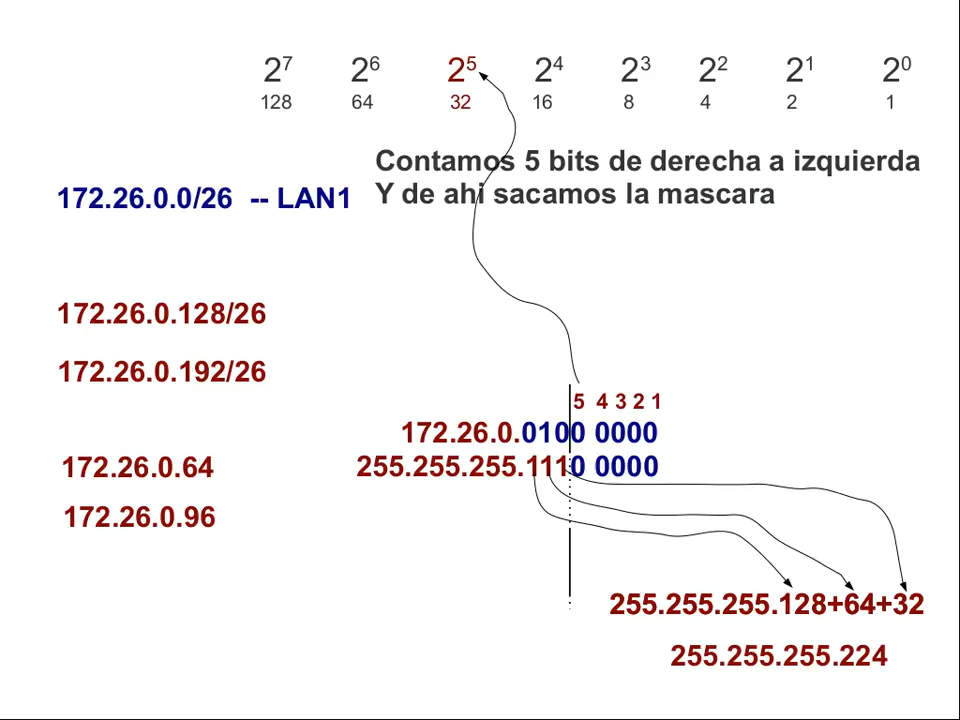 2⁷ 2⁶ 2⁵ 2⁴ 2³ 2² 2¹ 2⁰
128 64 32 16 8 4 2 1
Contamos 5 bits de derecha a izquierda
Y de ahi sacamos la mascara
172.26.0.0/26 -- LAN1
172.26.0.128/26
172.26.0.192/26
5 4 3 2 1
172.26.0.0100 0000
255.255.255.1110 0000
172.26.0.64
172.26.0.96
255.255.255.128+64+32
255.255.255.224